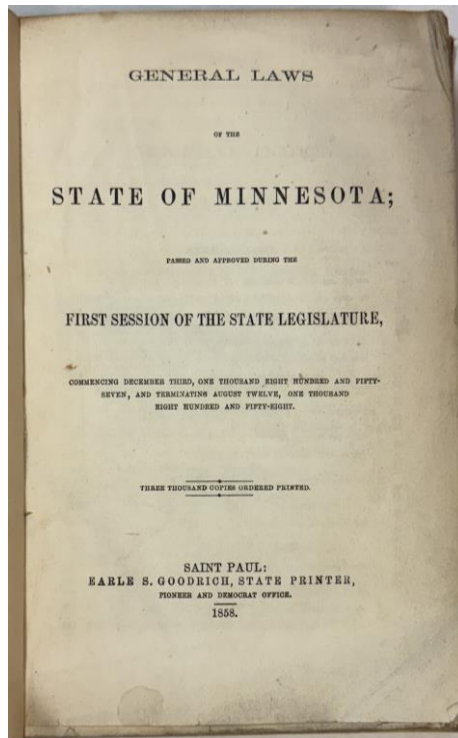 GENERAL LAWS
OF THE
STATE OF MINNESOTA;
PASSED AND APPROVED DURING THE
FIRST SESSION OF THE STATE LEGISLATURE,
COMMENCING DECEMBER THIRD, ONE THOUSAND EIGHT HUNDRED AND FIFTY-
SEVEN, AND TERMINATING AUGUST TWELVE, ONE THOUSAND
EIGHT HUNDRED AND FIFTY-EIGHT.
THREE THOUSAND COPIES ORDERED PRINTED.
SAINT PAUL:
EARLE S. GOODRICH, STATE PRINTER,
PIONEER AND DEMOCRAT OFFICE.
1858.